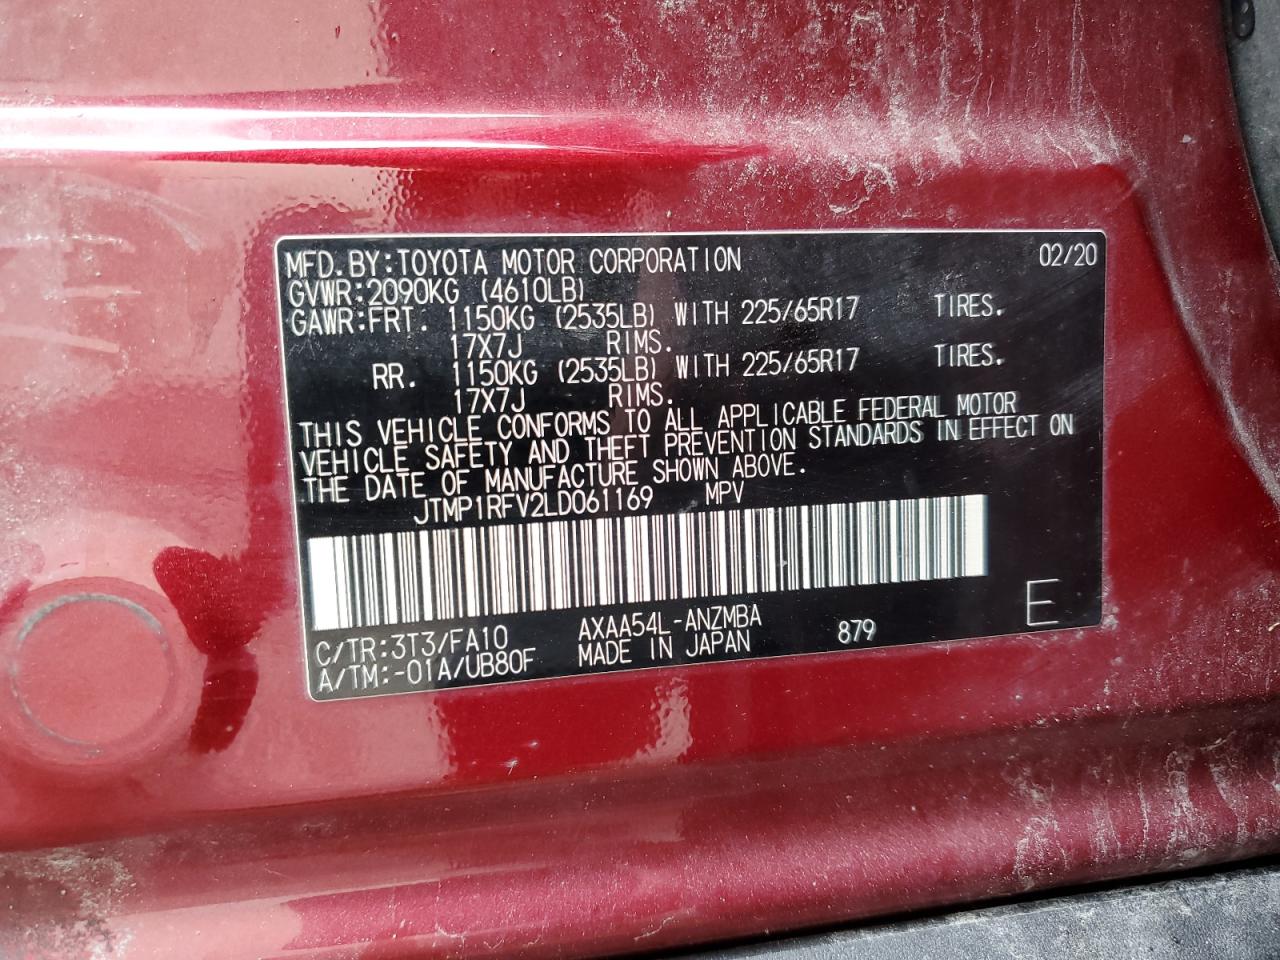 MFD.BY:TOYOTA MOTOR CORPORATION 02/20
GVWR:2090KG (4610LB)
GAWR:FRT. 1150KG (2535LB) WITH 225/65R17 TIRES.
17X7J RIMS.
RR. 1150KG (2535LB) WITH 225/65R17 TIRES.
17X7J RIMS.
THIS VEHICLE CONFORMS TO ALL APPLICABLE FEDERAL MOTOR
VEHICLE SAFETY AND THEFT PREVENTION STANDARDS IN EFFECT ON
THE DATE OF MANUFACTURE SHOWN ABOVE.
JTMP1RFV2LD061169 MPV
C/TR:3T3/FA10 AXAA54L-ANZMBA 879 E
A/TM:-01A/UB80F MADE IN JAPAN